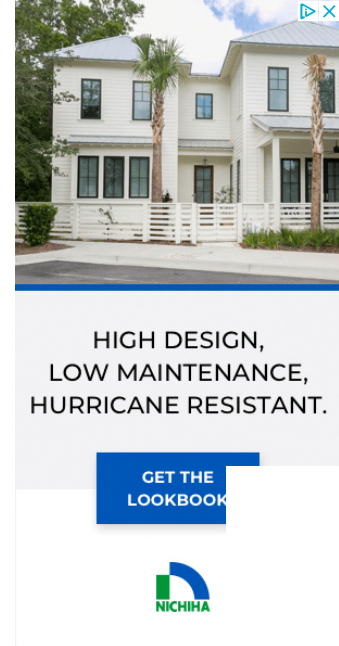 HIGH DESIGN,
LOW MAINTENANCE,
HURRICANE RESISTANT.
GET THE
LOOKBOOK
NICHIHA